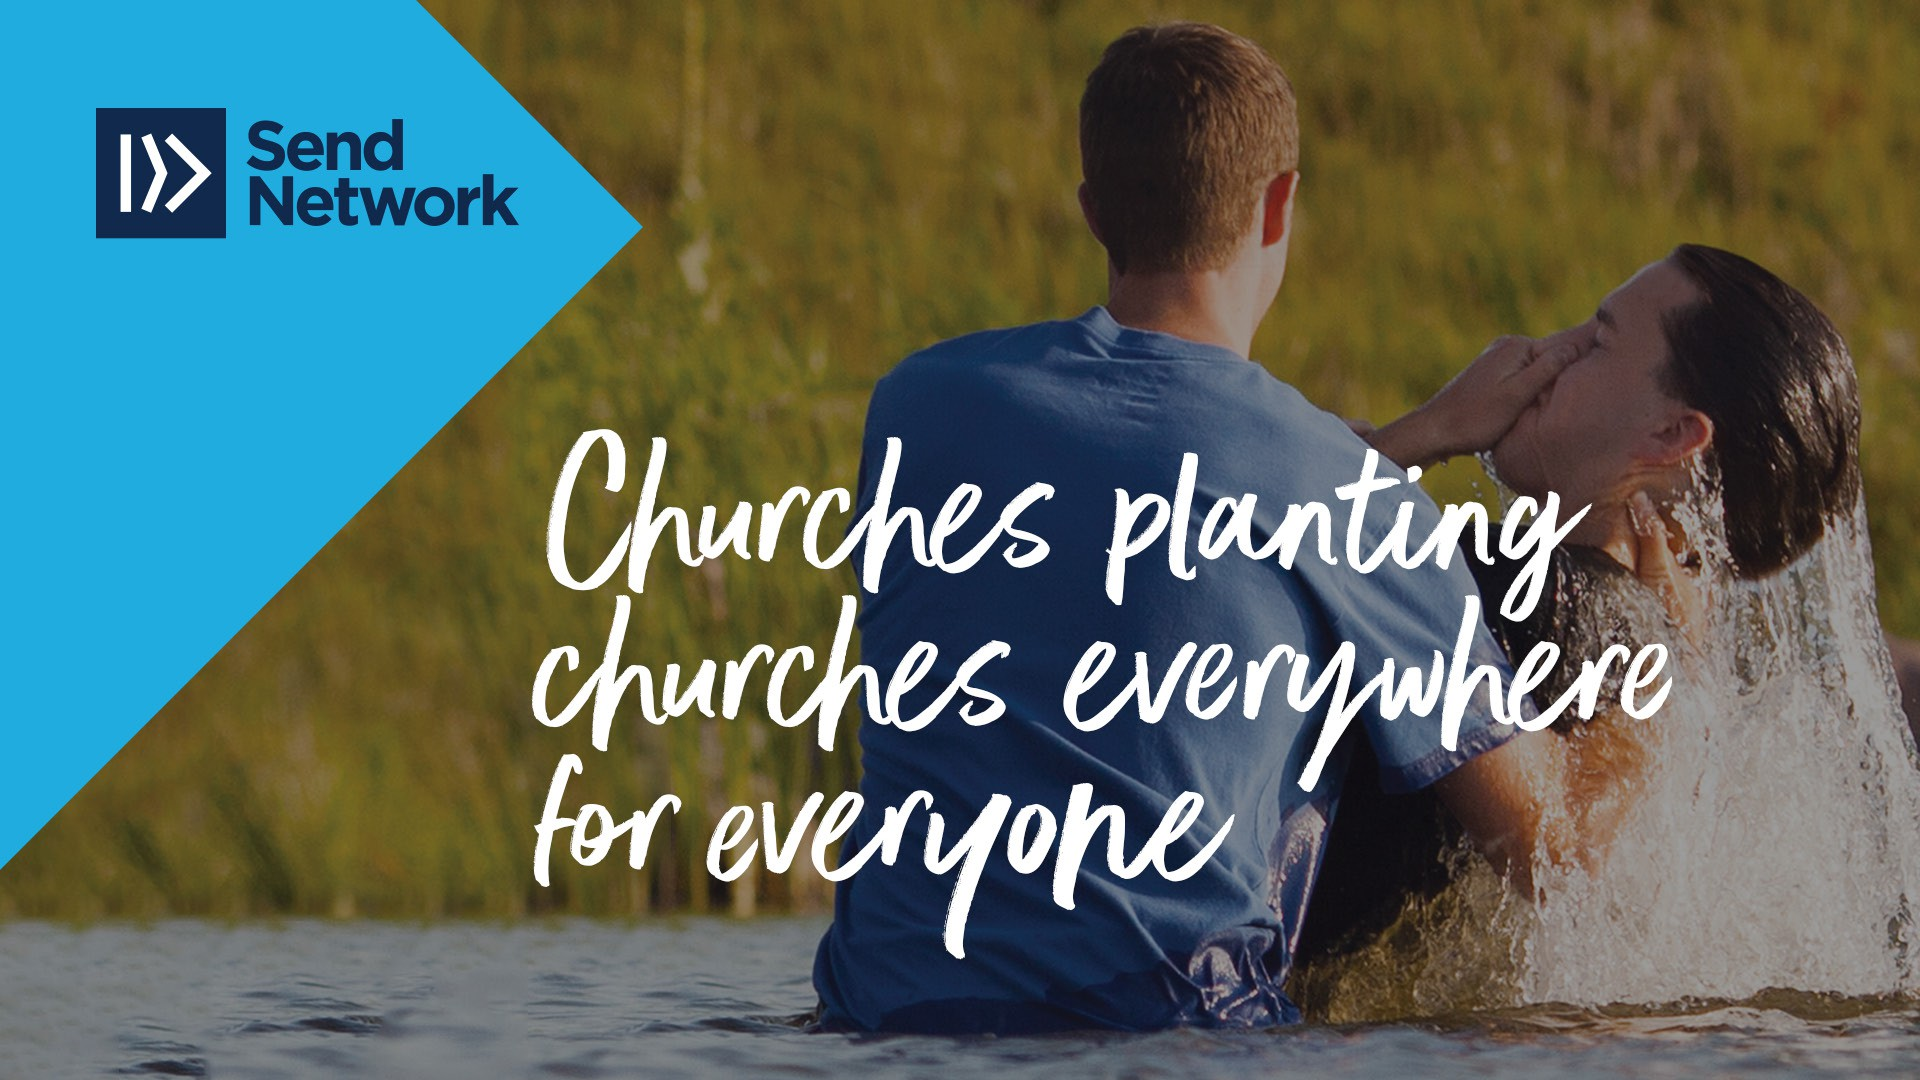 Send
Network
Churches planting
churches everywhere
for everyone